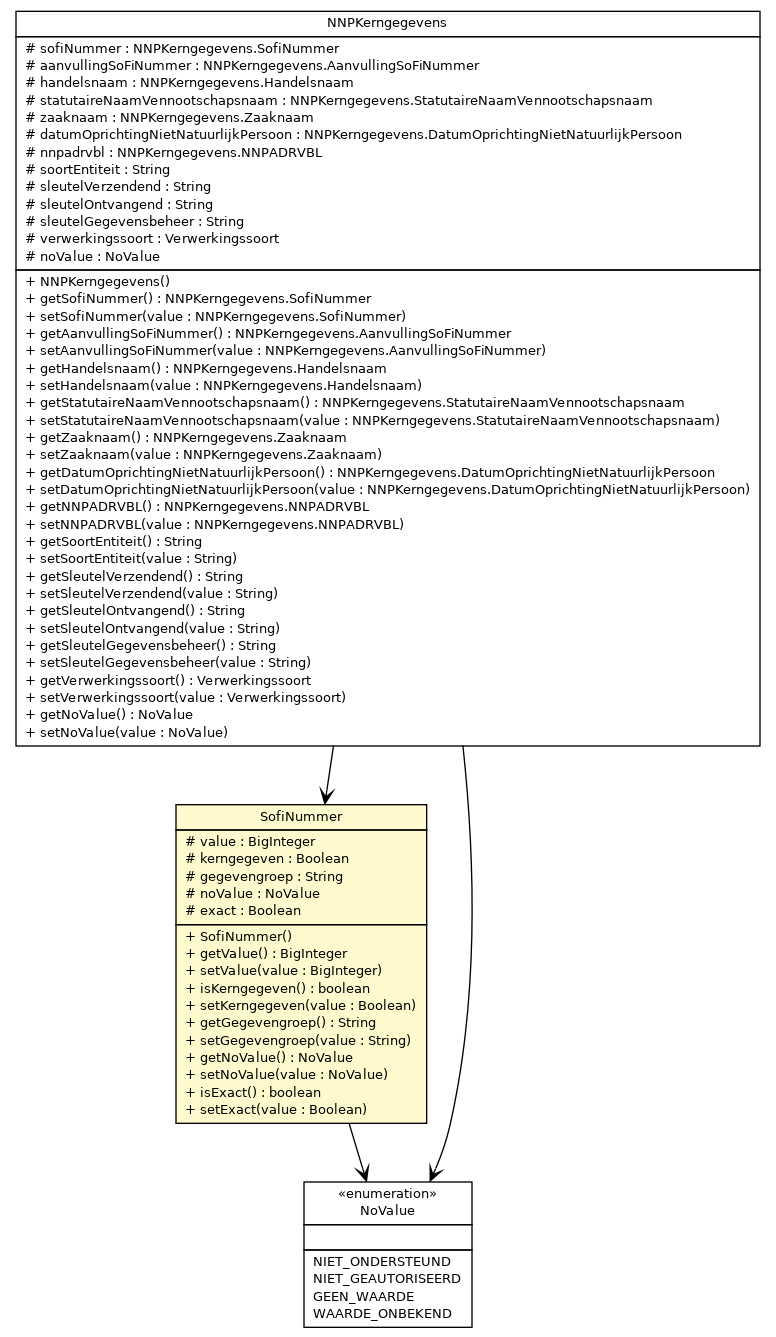 NNPKerngegevens
# sofiNummer : NNPKerngegevens.SofiNummer
# aanvullingSoFiNummer : NNPKerngegevens.AanvullingSoFiNummer
# handelsnaam : NNPKerngegevens.Handelsnaam
# statutaireNaamVennootschapsnaam : NNPKerngegevens.StatutaireNaamVennootschapsnaam
# zaaknaam : NNPKerngegevens.Zaaknaam
# datumOprichtingNietNatuurlijkPersoon : NNPKerngegevens.DatumOprichtingNietNatuurlijkPersoon
# nnpadrvbl : NNPKerngegevens.NNPADRVBL
# soortEntiteit : String
# sleutelVerzendend : String
# sleutelOntvangend : String
# sleutelGegevensbeheer : String
# verwerkingssoort : Verwerkingssoort
# noValue : NoValue
+ NNPKerngegevens()
+ getSofiNummer() : NNPKerngegevens.SofiNummer
+ setSofiNummer(value : NNPKerngegevens.SofiNummer)
+ getAanvullingSoFiNummer() : NNPKerngegevens.AanvullingSoFiNummer
+ setAanvullingSoFiNummer(value : NNPKerngegevens.AanvullingSoFiNummer)
+ getHandelsnaam() : NNPKerngegevens.Handelsnaam
+ setHandelsnaam(value : NNPKerngegevens.Handelsnaam)
+ getStatutaireNaamVennootschapsnaam() : NNPKerngegevens.StatutaireNaamVennootschapsnaam
+ setStatutaireNaamVennootschapsnaam(value : NNPKerngegevens.StatutaireNaamVennootschapsnaam)
+ getZaaknaam() : NNPKerngegevens.Zaaknaam
+ setZaaknaam(value : NNPKerngegevens.Zaaknaam)
+ getDatumOprichtingNietNatuurlijkPersoon() : NNPKerngegevens.DatumOprichtingNietNatuurlijkPersoon
+ setDatumOprichtingNietNatuurlijkPersoon(value : NNPKerngegevens.DatumOprichtingNietNatuurlijkPersoon)
+ getNNPADRVBL() : NNPKerngegevens.NNPADRVBL
+ setNNPADRVBL(value : NNPKerngegevens.NNPADRVBL)
+ getSoortEntiteit() : String
+ setSoortEntiteit(value : String)
+ getSleutelVerzendend() : String
+ setSleutelVerzendend(value : String)
+ getSleutelOntvangend() : String
+ setSleutelOntvangend(value : String)
+ getSleutelGegevensbeheer() : String
+ setSleutelGegevensbeheer(value : String)
+ getVerwerkingssoort() : Verwerkingssoort
+ setVerwerkingssoort(value : Verwerkingssoort)
+ getNoValue() : NoValue
+ setNoValue(value : NoValue)
SofiNummer
# value : BigInteger
# kerngegeven : Boolean
# gegevengroep : String
# noValue : NoValue
# exact : Boolean
+ SofiNummer()
+ getValue() : BigInteger
+ setValue(value : BigInteger)
+ isKerngegeven() : boolean
+ setKerngegeven(value : Boolean)
+ getGegevengroep() : String
+ setGegevengroep(value : String)
+ getNoValue() : NoValue
+ setNoValue(value : NoValue)
+ isExact() : boolean
+ setExact(value : Boolean)
«enumeration»
NoValue
NIET_ONDERSTEUND
NIET_GEAUTORISEERD
GEEN_WAARDE
WAARDE_ONBEKEND